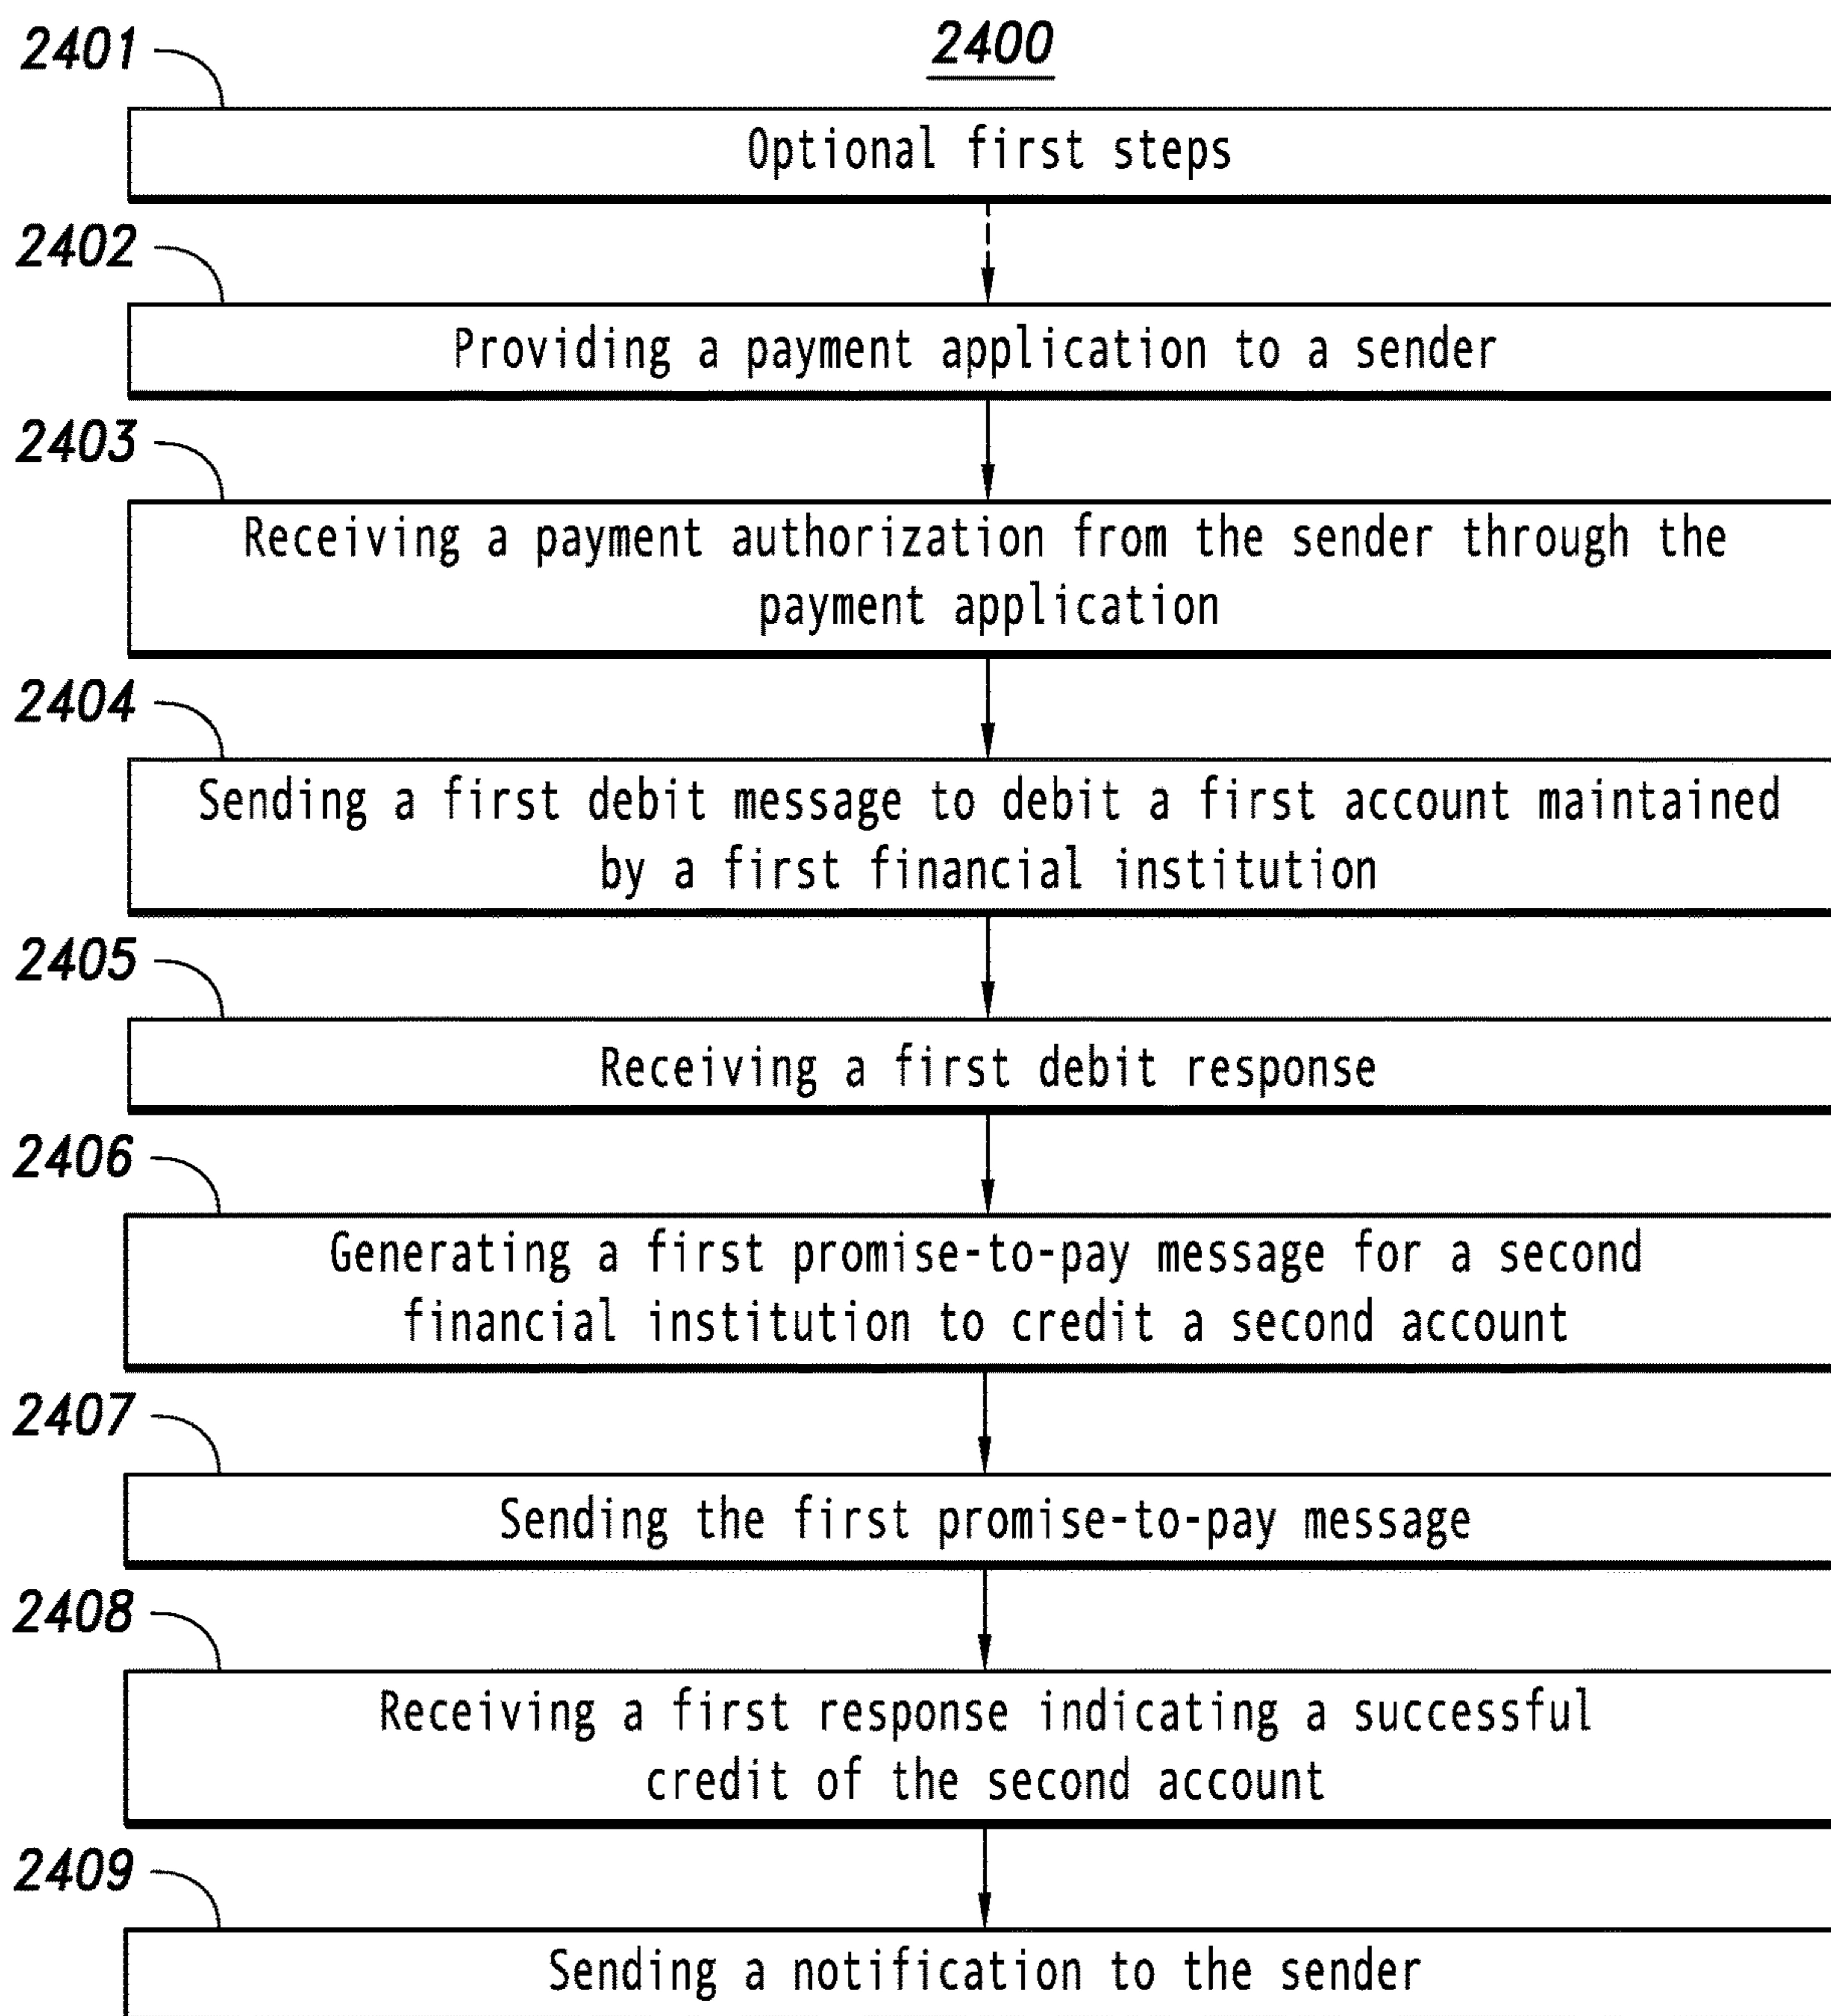 2400
2401
Optional first steps
2402
Providing a payment application to a sender
2403
Receiving a payment authorization from the sender through the
payment application
2404
Sending a first debit message to debit a first account maintained
by a first financial institution
2405
Receiving a first debit response
2406
Generating a first promise-to-pay message for a second
financial institution to credit a second account
2407
Sending the first promise-to-pay message
2408
Receiving a first response indicating a successful
credit of the second account
2409
Sending a notification to the sender